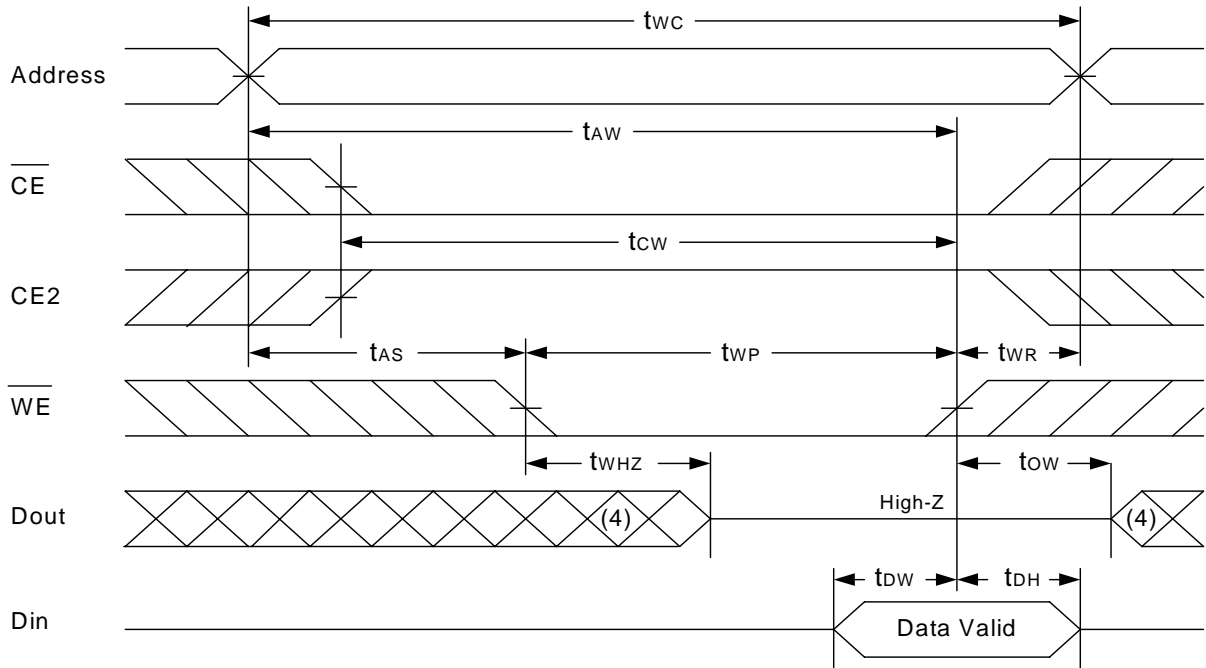 tWC
Address
tAW
CE
tCW
CE2
tAS tWP tWR
WE
tWHZ tOW
Dout (4) High-Z (4)
tDW tDH
Din Data Valid